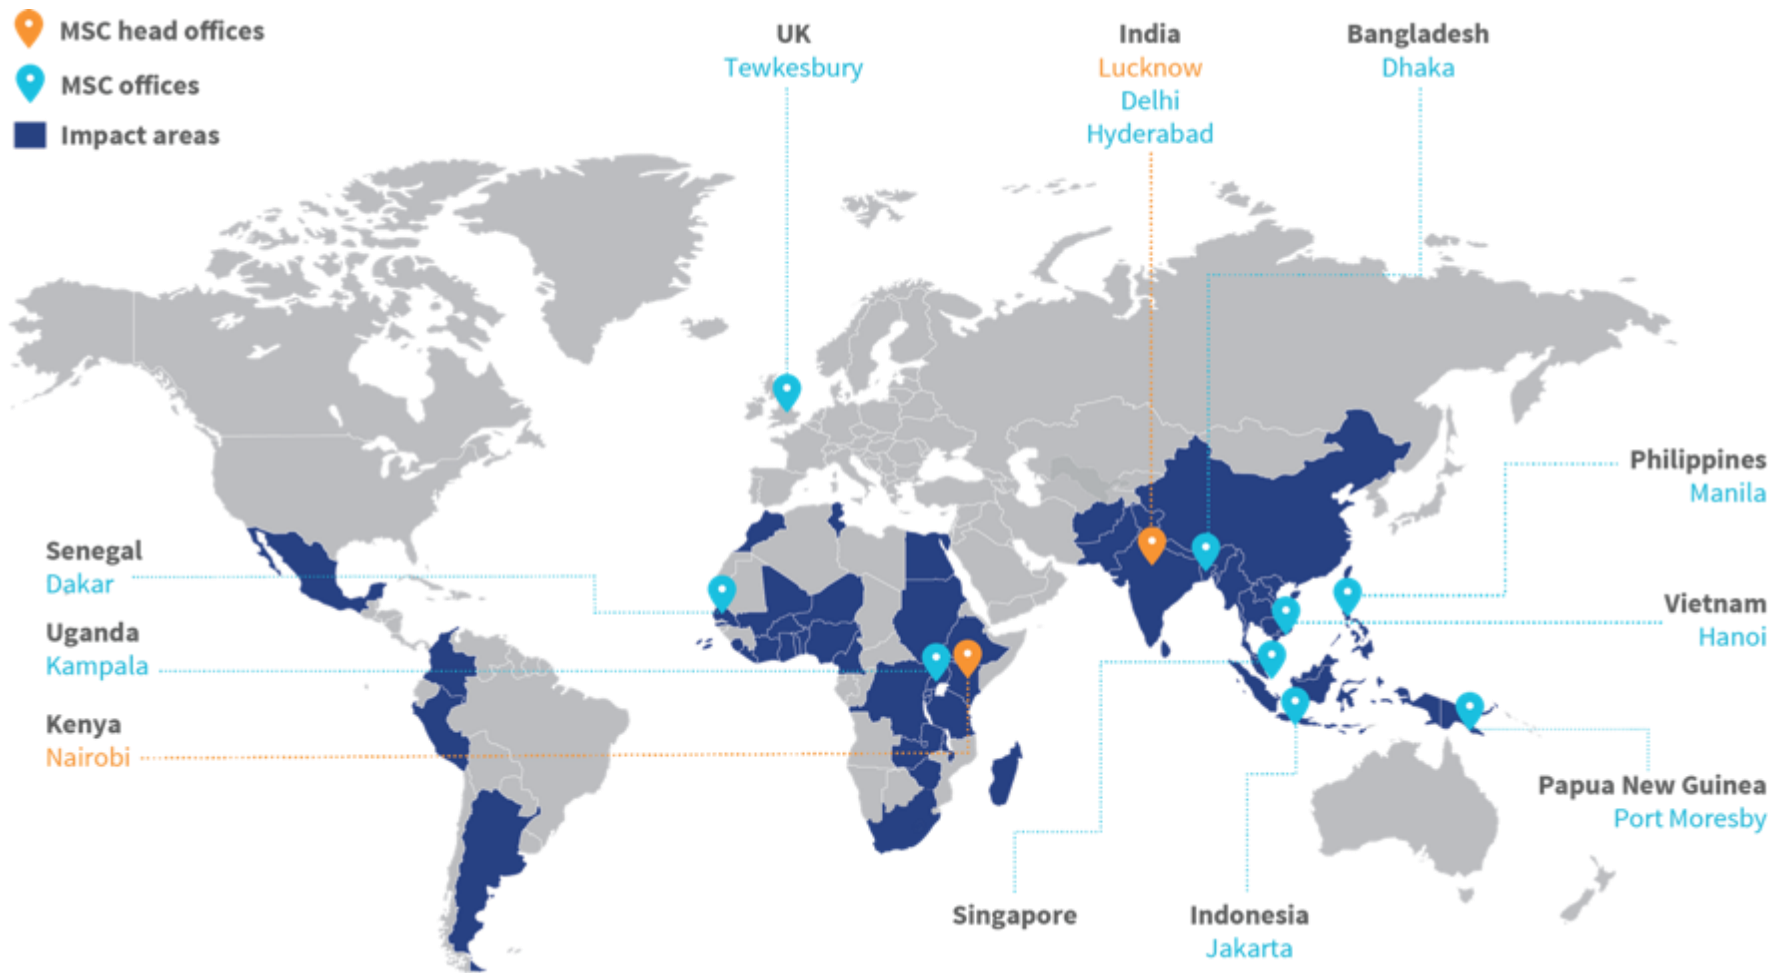 MSC head offices
MSC offices
Impact areas
UK
Tewkesbury
India
Lucknow
Delhi
Hyderabad
Bangladesh
Dhaka
Philippines
Manila
Vietnam
Hanoi
Papua New Guinea
Port Moresby
Senegal
Dakar
Uganda
Kampala
Kenya
Nairobi
Singapore
Indonesia
Jakarta